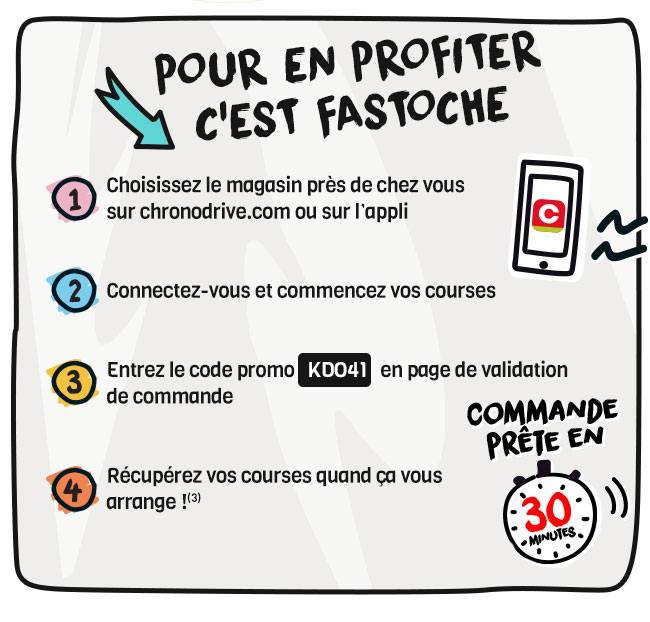 POUR EN PROFITER
C'EST FASTOCHE
1
Choisissez le magasin près de chez vous
sur chronodrive.com ou sur l'appli
C
2
Connectez-vous et commencez vos courses
3
Entrez le code promo KDO41 en page de validation
de commande
COMMANDE
PRÊTE EN
30
MINUTES
4
Récupérez vos courses quand ça vous
arrange !(3)